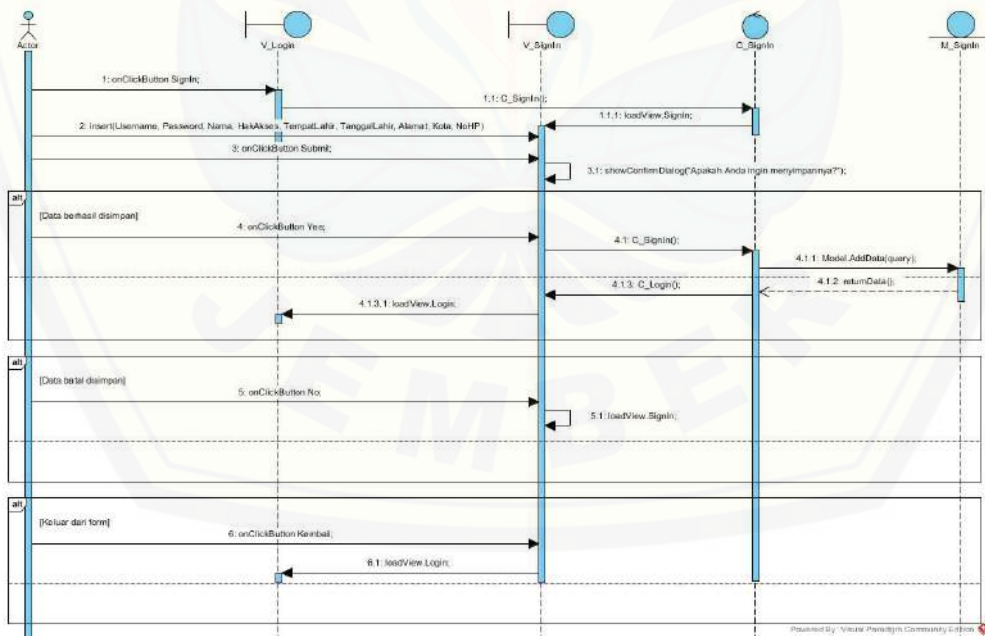 Actor
V_Login
V_SignIn
C_SignIn
M_SignIn
1: onClickButton SignIn;
1.1: C_SignIn();
1.1.1: loadView.SignIn;
2: insert(Username, Password, Nama, HakAkses, TempatLahir, TanggalLahir, Alamat, Kota, NoHP)
3: onClickButton Submit;
3.1: showConfirmDialog("Apakah Anda ingin menyimpannya?");
alt
[Data berhasil disimpan]
4: onClickButton Yes;
4.1: C_SignIn();
4.1.1: Model.AddData(query);
4.1.2: returnData();
4.1.3: C_Login();
4.1.3.1: loadView.Login;
alt
[Data batal disimpan]
5: onClickButton No;
5.1: loadView.SignIn;
alt
[Keluar dari form]
6: onClickButton Kembali;
6.1: loadView.Login;
JEMBER
Powered By: Visual Paradigm Community Edition